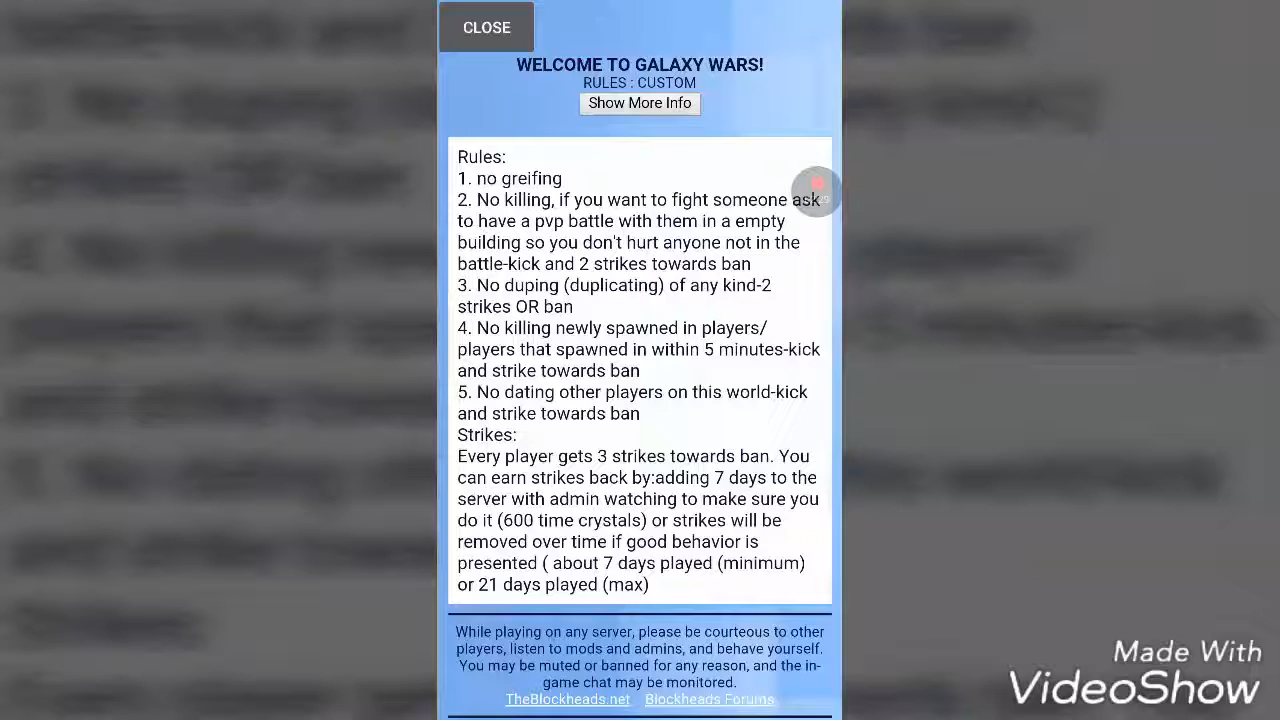 CLOSE
WELCOME TO GALAXY WARS!
RULES : CUSTOM
Show More Info
Rules:
1. no greifing
2. No killing, if you want to fight someone ask
to have a pvp battle with them in a empty
building so you don't hurt anyone not in the
battle-kick and 2 strikes towards ban
3. No duping (duplicating) of any kind-2
strikes OR ban
4. No killing newly spawned in players/
players that spawned in within 5 minutes-kick
and strike towards ban
5. No dating other players on this world-kick
and strike towards ban
Strikes:
Every player gets 3 strikes towards ban. You
can earn strikes back by:adding 7 days to the
server with admin watching to make sure you
do it (600 time crystals) or strikes will be
removed over time if good behavior is
presented ( about 7 days played (minimum)
or 21 days played (max)
While playing on any server, please be courteous to other
players, listen to mods and admins, and behave yourself.
You may be muted or banned for any reason, and the in-
game chat may be monitored.
TheBlockheads.net Blockheads Forums
Made With
VideoShow